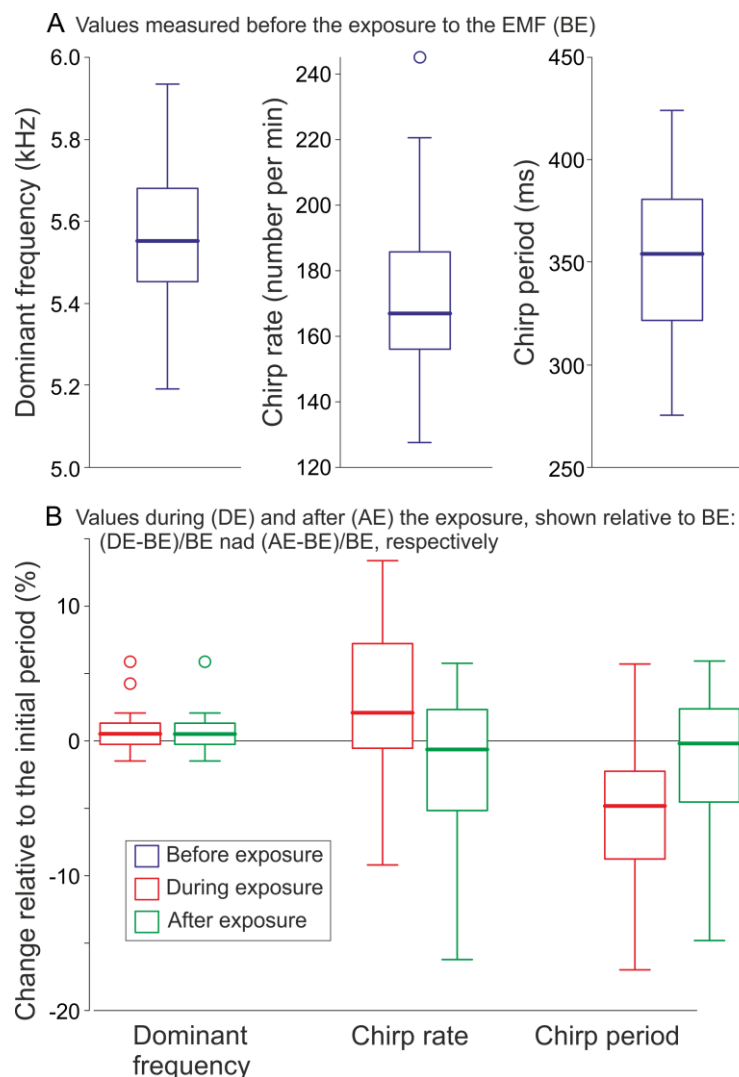 A Values measured before the exposure to the EMF (BE)
Dominant frequency (kHz)
6.0
5.8
5.6
5.4
5.2
5.0
Chirp rate (number per min)
240
220
200
180
160
140
120
Chirp period (ms)
450
400
350
300
250
B Values during (DE) and after (AE) the exposure, shown relative to BE:
(DE-BE)/BE nad (AE-BE)/BE, respectively
Change relative to the initial period (%)
10
0
-10
-20
Before exposure
During exposure
After exposure
Dominant
frequency
Chirp rate
Chirp period